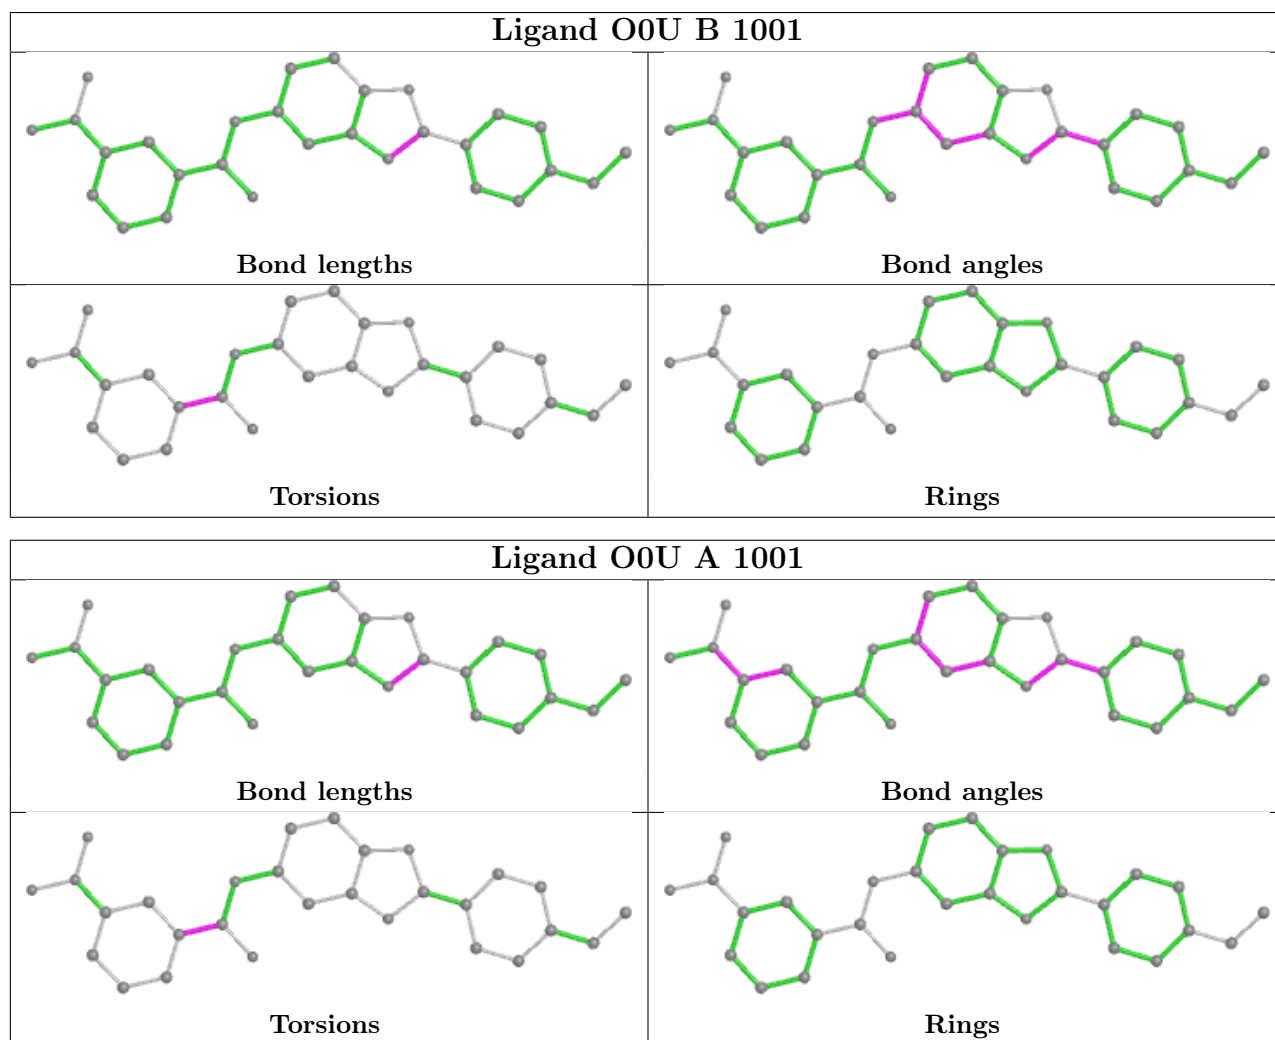 Ligand O0U B 1001
Bond lengths
Bond angles
Torsions
Rings
Ligand O0U A 1001
Bond lengths
Bond angles
Torsions
Rings